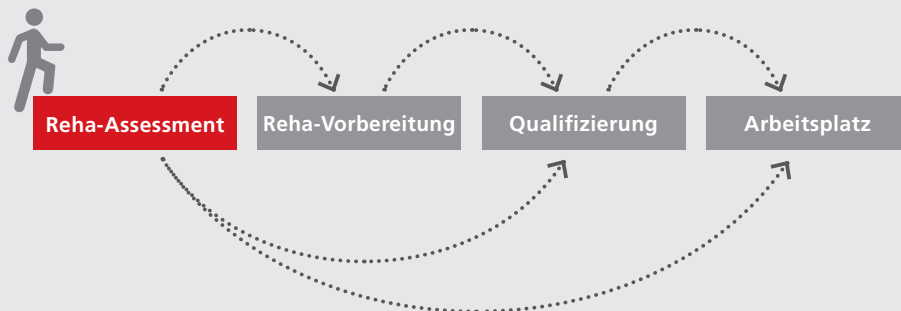 Reha-Assessment
Reha-Vorbereitung
Qualifizierung
Arbeitsplatz